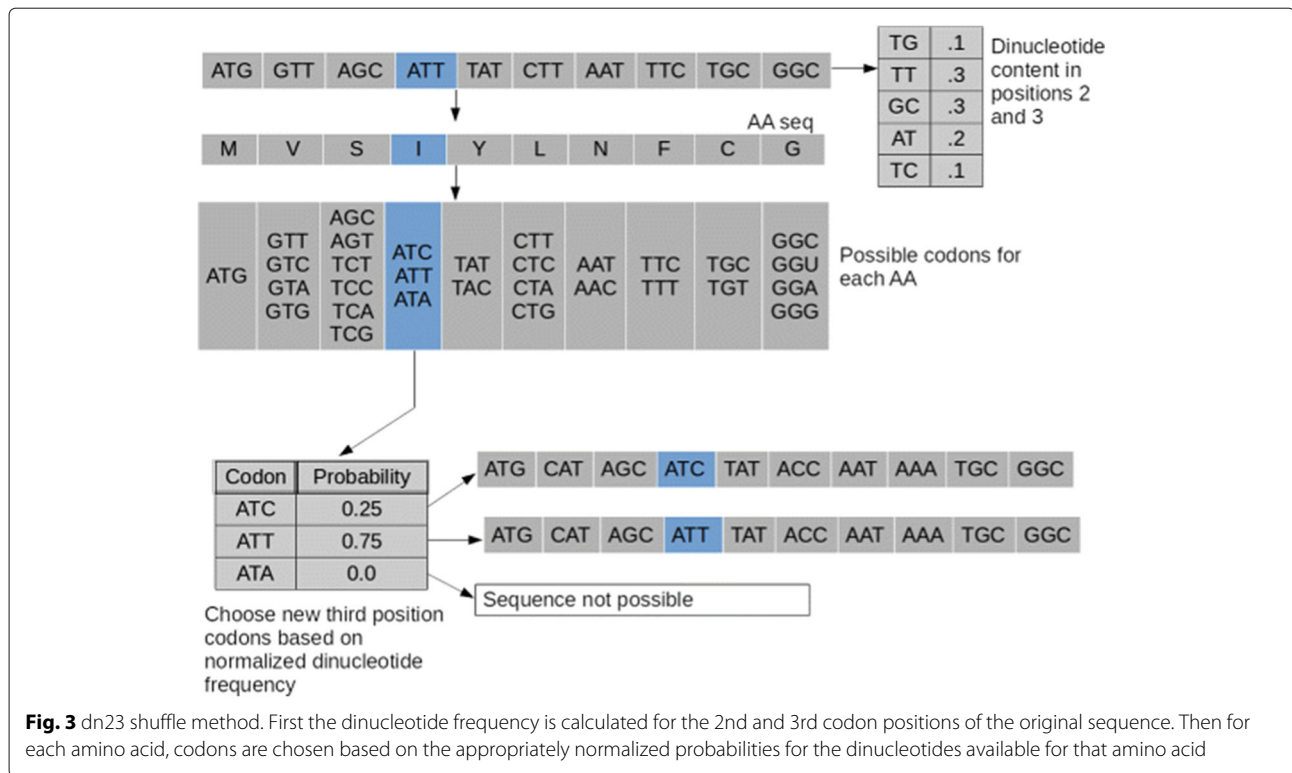 ATG GTT AGC ATT TAT CTT AAT TTC TGC GGC
TG .1
TT .3
GC .3
AT .2
TC .1
Dinucleotide
content in
positions 2
and 3
AA seq
M V S I Y L N F C G
ATG
GTT
GTC
GTA
GTG
AGC
AGT
TCT
TCC
TCA
TCG
ATC
ATT
ATA
TAT
TAC
CTT
CTC
CTA
CTG
AAT
AAC
TTC
TTT
TGC
TGT
GGC
GGU
GGA
GGG
Possible codons for
each AA
Codon Probability
ATC 0.25
ATT 0.75
ATA 0.0
ATG CAT AGC ATC TAT ACC AAT AAA TGC GGC
ATG CAT AGC ATT TAT ACC AAT AAA TGC GGC
Sequence not possible
Choose new third position
codons based on
normalized dinucleotide
frequency
Fig. 3 dn23 shuffle method. First the dinucleotide frequency is calculated for the 2nd and 3rd codon positions of the original sequence. Then for
each amino acid, codons are chosen based on the appropriately normalized probabilities for the dinucleotides available for that amino acid